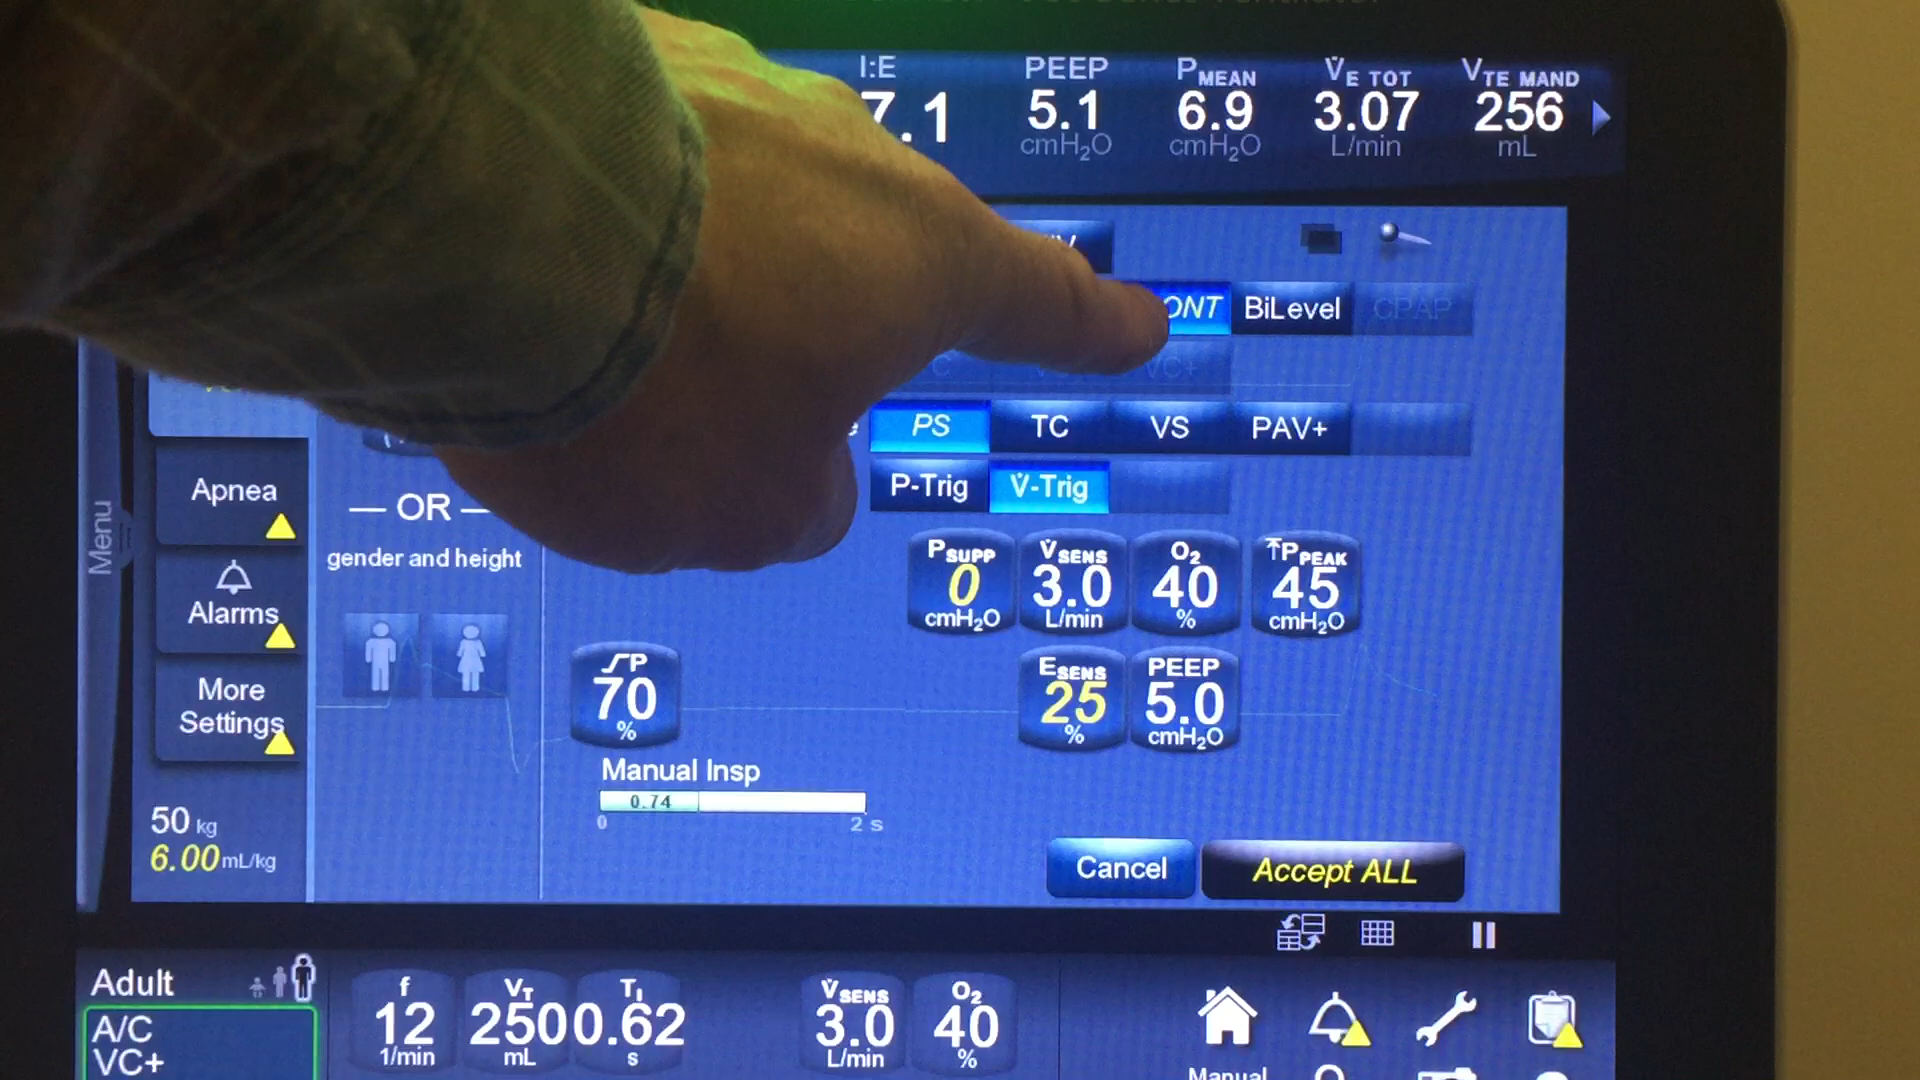 I:E PEEP PMEAN V̇E TOT VTE MAND
7.1 5.1 6.9 3.07 256
cmH₂O cmH₂O L/min mL
ONT BiLevel CPAP
VC+
PS TC VS PAV+
P-Trig V̇-Trig
Menu
Apnea
— OR —
gender and height
Alarms
More
Settings
PSUPP V̇SENS O₂ PPEAK
0 3.0 40 45
cmH₂O L/min % cmH₂O
P ESENS PEEP
70 25 5.0
% % cmH₂O
Manual Insp
0.74
0 2 s
50 kg
6.00 mL/kg
Cancel Accept ALL
Adult
A/C
VC+
f VT TI V̇SENS O₂
12 250 0.62 3.0 40
1/min mL s L/min %
Manual